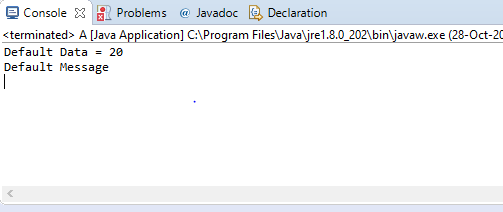 Console Problems @ Javadoc Declaration
<terminated> A [Java Application] C:\Program Files\Java\jre1.8.0_202\bin\javaw.exe (28-Oct-20
Default Data = 20
Default Message